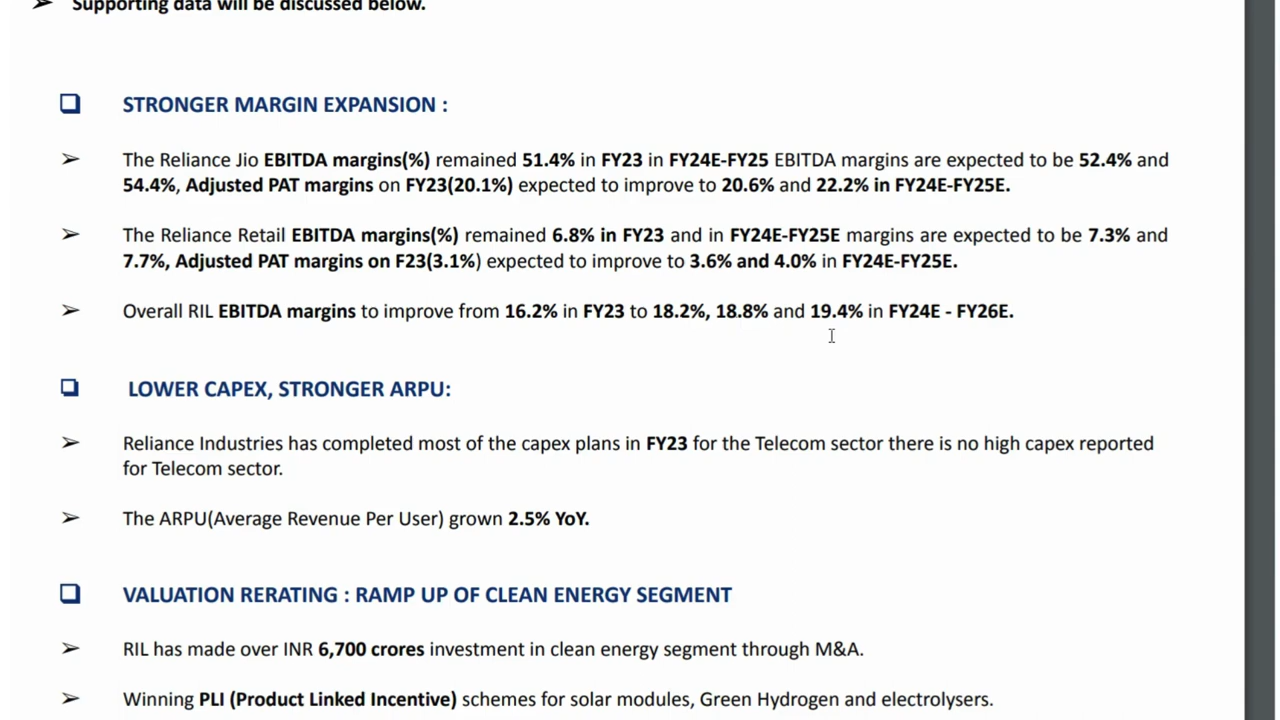 ➢ Supporting data will be discussed below.
❑ STRONGER MARGIN EXPANSION :
➢ The Reliance Jio EBITDA margins(%) remained 51.4% in FY23 in FY24E-FY25 EBITDA margins are expected to be 52.4% and
54.4%, Adjusted PAT margins on FY23(20.1%) expected to improve to 20.6% and 22.2% in FY24E-FY25E.
➢ The Reliance Retail EBITDA margins(%) remained 6.8% in FY23 and in FY24E-FY25E margins are expected to be 7.3% and
7.7%, Adjusted PAT margins on F23(3.1%) expected to improve to 3.6% and 4.0% in FY24E-FY25E.
➢ Overall RIL EBITDA margins to improve from 16.2% in FY23 to 18.2%, 18.8% and 19.4% in FY24E - FY26E.
❑ LOWER CAPEX, STRONGER ARPU:
➢ Reliance Industries has completed most of the capex plans in FY23 for the Telecom sector there is no high capex reported
for Telecom sector.
➢ The ARPU(Average Revenue Per User) grown 2.5% YoY.
❑ VALUATION RERATING : RAMP UP OF CLEAN ENERGY SEGMENT
➢ RIL has made over INR 6,700 crores investment in clean energy segment through M&A.
➢ Winning PLI (Product Linked Incentive) schemes for solar modules, Green Hydrogen and electrolysers.